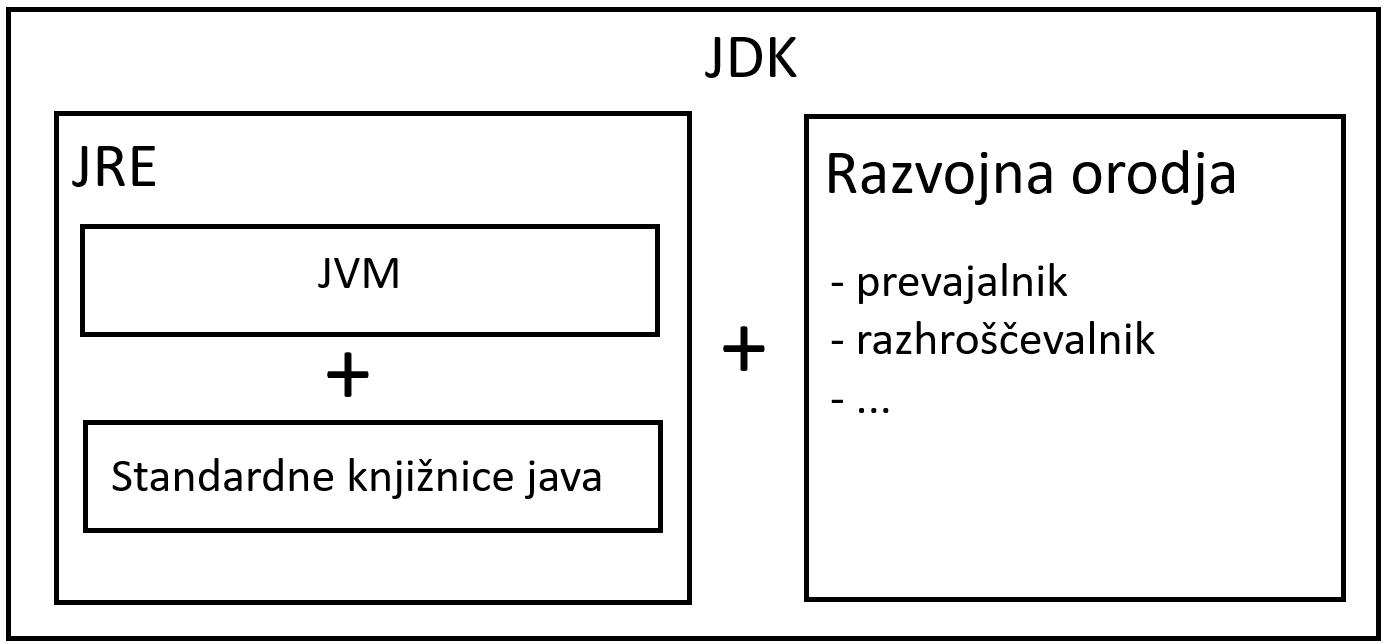 JDK
JRE
JVM
+
Standardne knjižnice java
+
Razvojna orodja
- prevajalnik
- razhroščevalnik
- ...